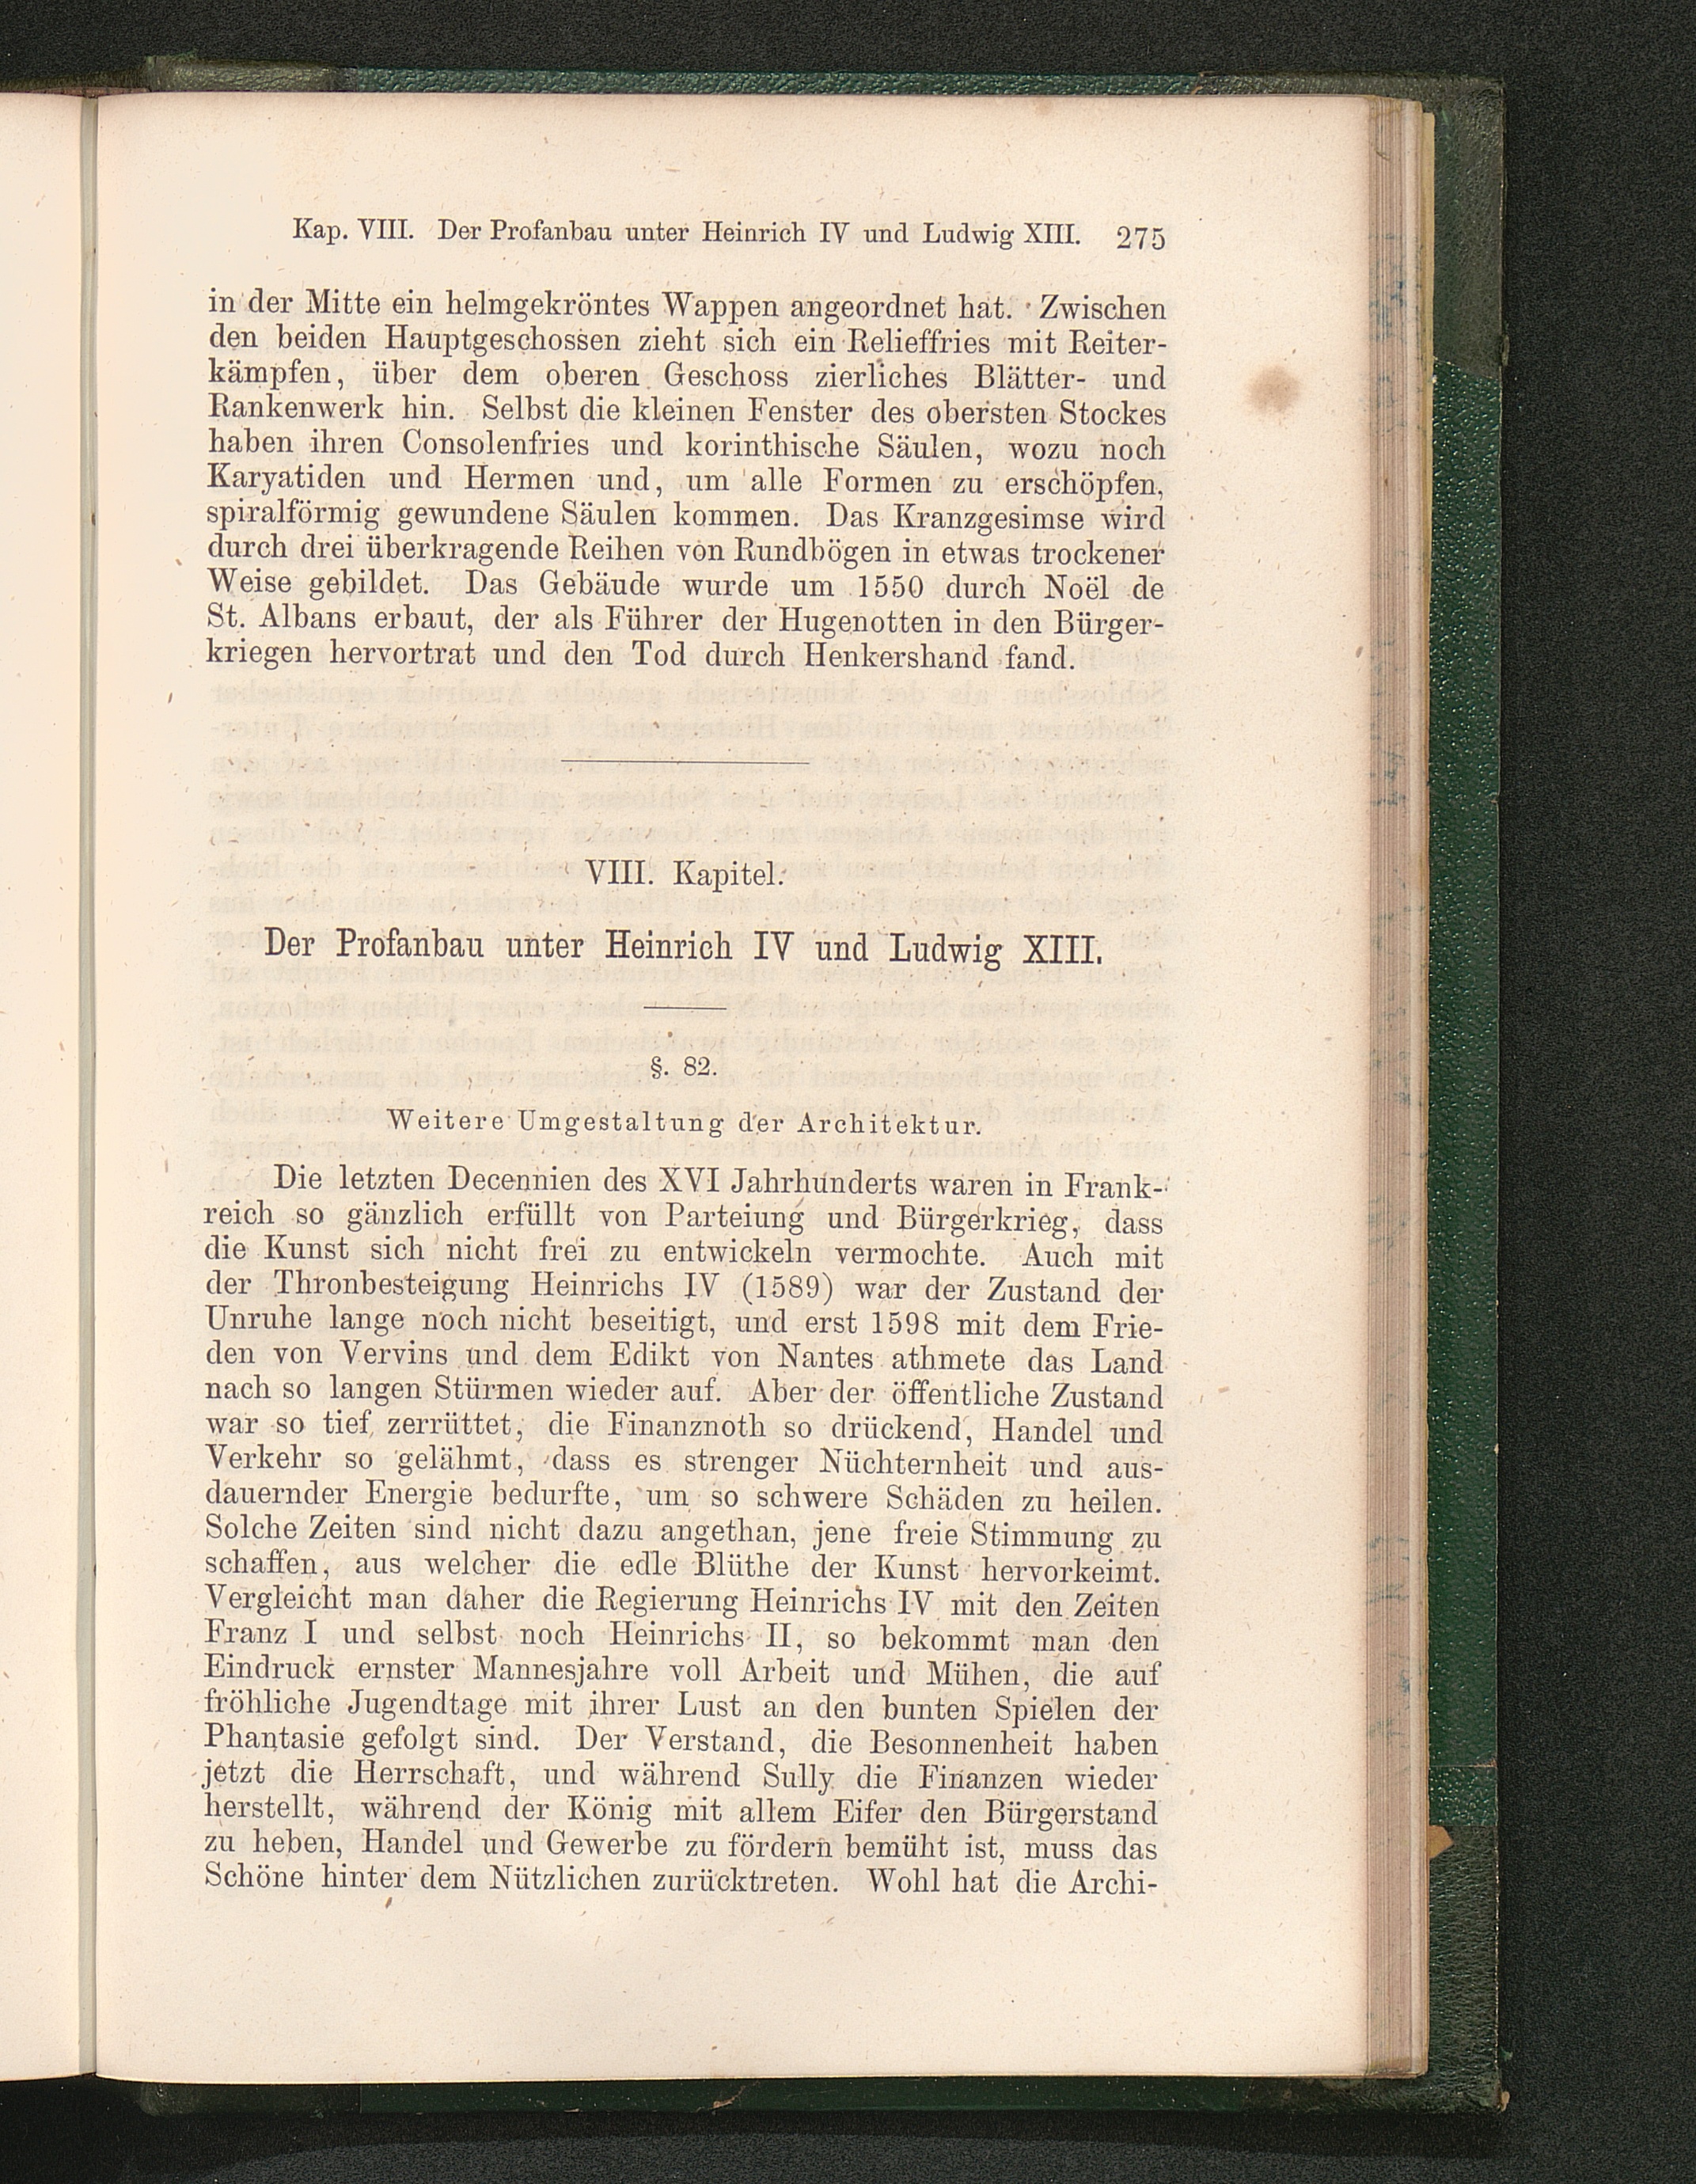 Kap. VIII. Der Profanbau unter Heinrich IV und Ludwig XIII. 275
in der Mitte ein helmgekröntes Wappen angeordnet hat. Zwischen
den beiden Hauptgeschossen zieht sich ein Relieffries mit Reiter-
kämpfen, über dem oberen Geschoss zierliches Blätter- und
Rankenwerk hin. Selbst die kleinen Fenster des obersten Stockes
haben ihren Consolenfries und korinthische Säulen, wozu noch
Karyatiden und Hermen und, um alle Formen zu erschöpfen,
spiralförmig gewundene Säulen kommen. Das Kranzgesimse wird
durch drei überkragende Reihen von Rundbögen in etwas trockener
Weise gebildet. Das Gebäude wurde um 1550 durch Noël de
St. Albans erbaut, der als Führer der Hugenotten in den Bürger-
kriegen hervortrat und den Tod durch Henkershand fand.
VIII. Kapitel.
Der Profanbau unter Heinrich IV und Ludwig XIII.
§. 82.
Weitere Umgestaltung der Architektur.
Die letzten Decennien des XVI Jahrhunderts waren in Frank-
reich so gänzlich erfüllt von Parteiung und Bürgerkrieg, dass
die Kunst sich nicht frei zu entwickeln vermochte. Auch mit
der Thronbesteigung Heinrichs IV (1589) war der Zustand der
Unruhe lange noch nicht beseitigt, und erst 1598 mit dem Frie-
den von Vervins und dem Edikt von Nantes athmete das Land
nach so langen Stürmen wieder auf. Aber der öffentliche Zustand
war so tief zerrüttet, die Finanznoth so drückend, Handel und
Verkehr so gelähmt, dass es strenger Nüchternheit und aus-
dauernder Energie bedurfte, um so schwere Schäden zu heilen.
Solche Zeiten sind nicht dazu angethan, jene freie Stimmung zu
schaffen, aus welcher die edle Blüthe der Kunst hervorkeimt.
Vergleicht man daher die Regierung Heinrichs IV mit den Zeiten
Franz I und selbst noch Heinrichs II, so bekommt man den
Eindruck ernster Mannesjahre voll Arbeit und Mühen, die auf
fröhliche Jugendtage mit ihrer Lust an den bunten Spielen der
Phantasie gefolgt sind. Der Verstand, die Besonnenheit haben
jetzt die Herrschaft, und während Sully die Finanzen wieder
herstellt, während der König mit allem Eifer den Bürgerstand
zu heben, Handel und Gewerbe zu fördern bemüht ist, muss das
Schöne hinter dem Nützlichen zurücktreten. Wohl hat die Archi-